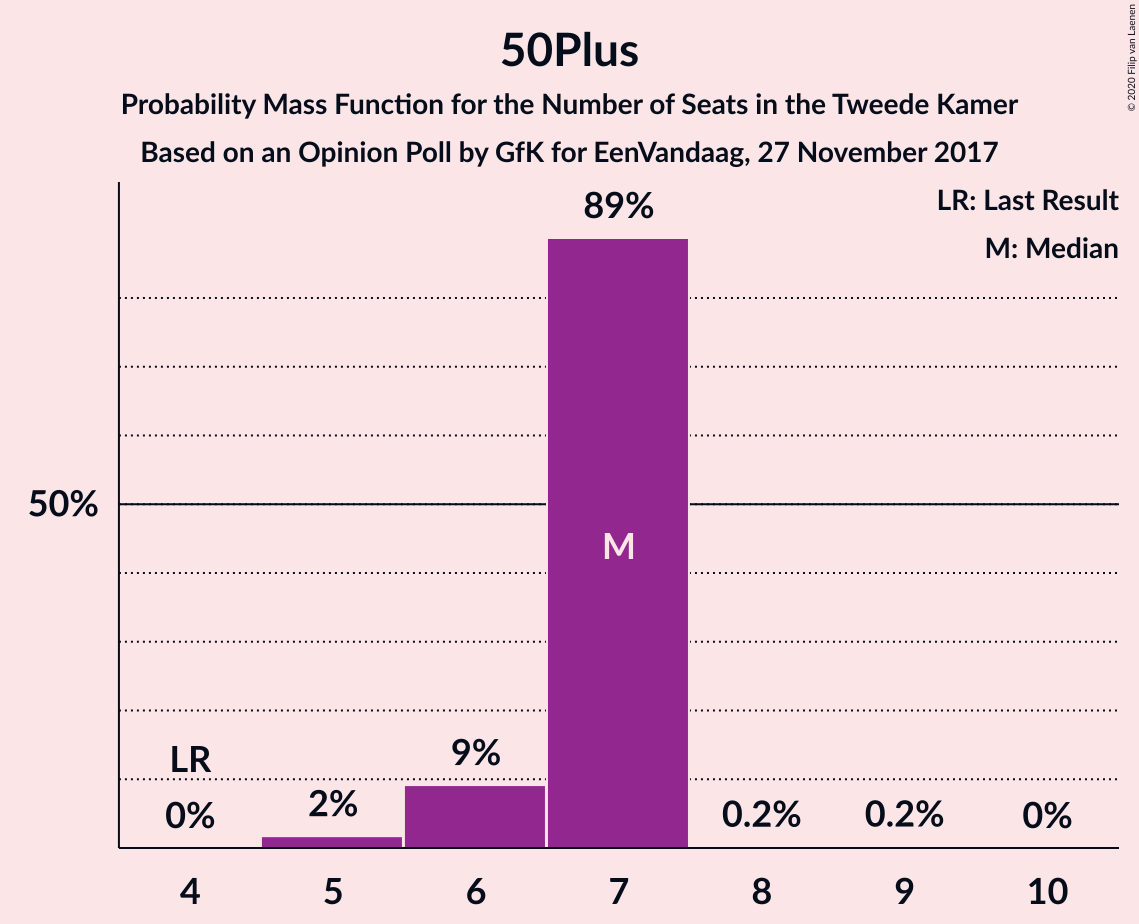 50Plus
Probability Mass Function for the Number of Seats in the Tweede Kamer
Based on an Opinion Poll by GfK for EenVandaag, 27 November 2017
© 2020 Filip van Laenen
LR: Last Result
M: Median
89%
50%
M
LR
0%
2%
9%
0.2%
0.2%
0%
4
5
6
7
8
9
10